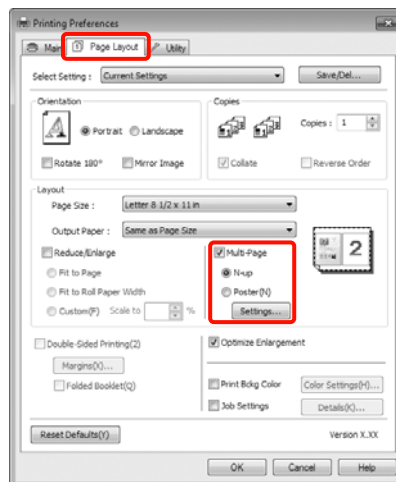 Printing Preferences
Main Page Layout Utility
Select Setting : Current Settings Save/Del...
Orientation Copies
Portrait Landscape Copies : 1
Rotate 180° Mirror Image Collate Reverse Order
Layout
Page Size : Letter 8 1/2 x 11 in
Output Paper : Same as Page Size
Reduce/Enlarge Multi-Page
Fit to Page N-up
Fit to Roll Paper Width Poster(N)
Custom(F) Scale to % Settings...
2
Double-Sided Printing(2) Optimize Enlargement
Margins(X)...
Folded Booklet(Q) Print Bckg Color Color Settings(H)...
Job Settings Details(K)...
Reset Defaults(Y) Version X.XX
OK Cancel Help